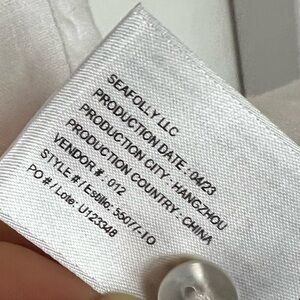 SEAFOLLY LLC
PRODUCTION DATE : 04/23
PRODUCTION CITY : HANGZHOU
PRODUCTION COUNTRY : CHINA
VENDOR # : 012
STYLE # / Estilo: 55077-IO
PO # / Lote: U123348